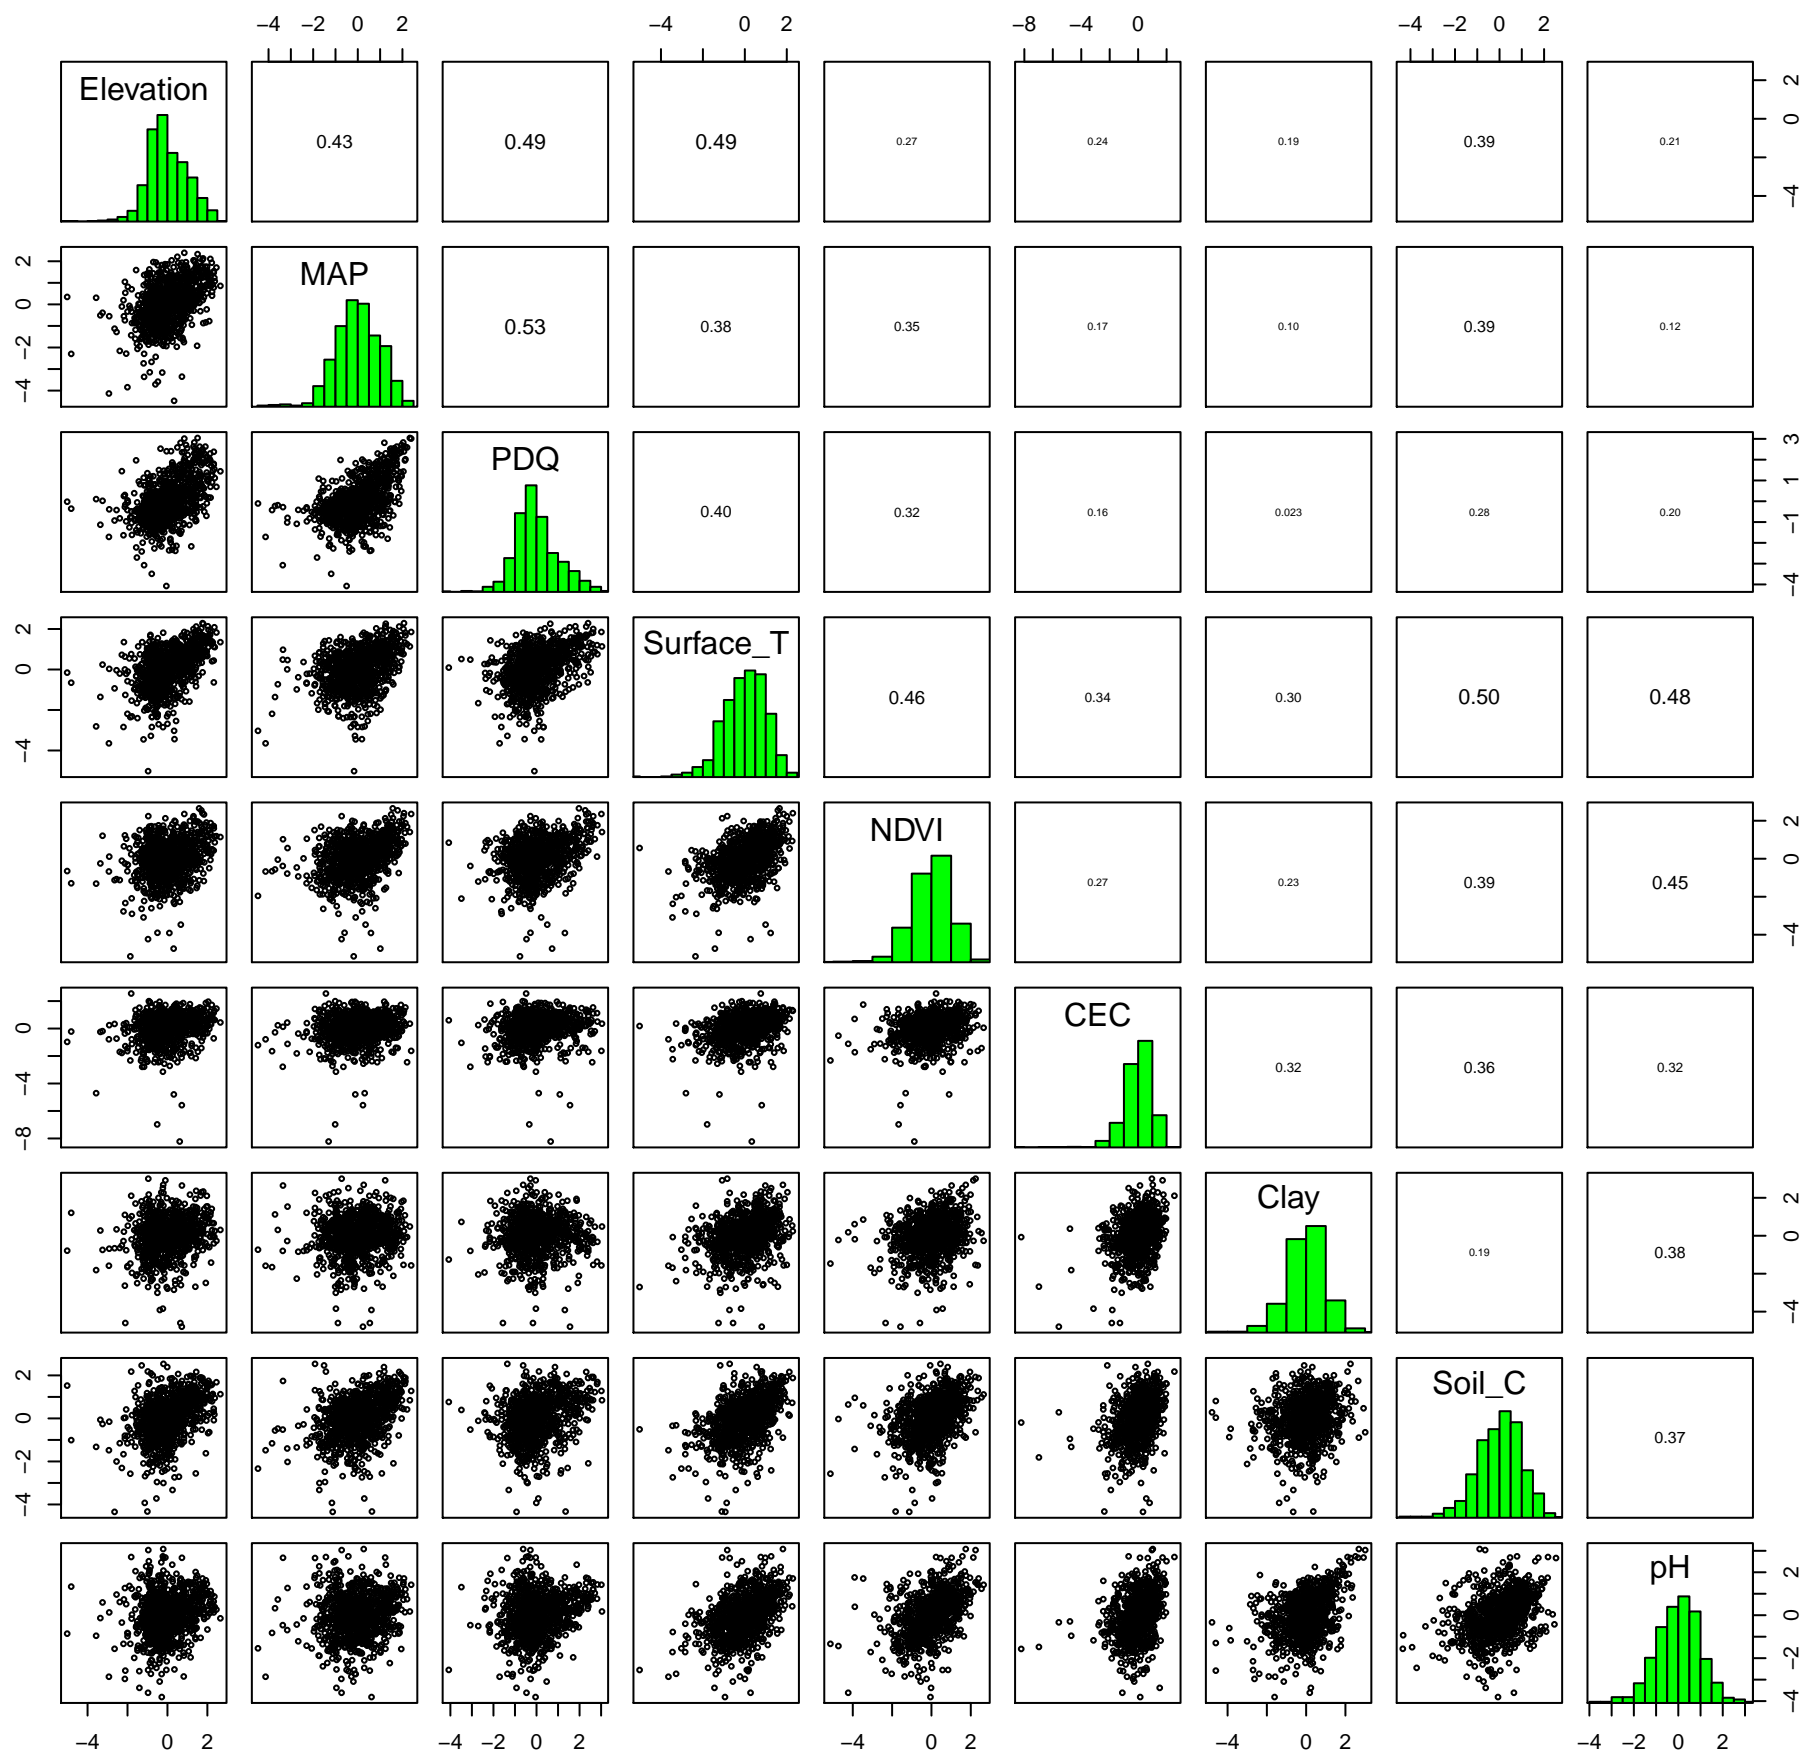 −4 0 2 −4 0 2 −8 −4 0 −4 0 2
Elevation 0.43 0.49 0.49 0.27 0.24 0.19 0.39 0.21 −4 0 2
−4 −2 0 2 MAP 0.53 0.38 0.35 0.17 0.10 0.39 0.12
PDQ 0.40 0.32 0.16 0.023 0.28 0.20 −4 −1 1 3
−4 0 2 Surface_T 0.46 0.34 0.30 0.50 0.48
NDVI 0.27 0.23 0.39 0.45 −4 0 2
−8 −4 0 CEC 0.32 0.36 0.32
Clay 0.19 0.38 −4 0 2
−4 −2 0 2 Soil_C 0.37
pH −4 −2 0 2
−4 0 2 −4 −2 0 2 −4 0 2 −4 0 2 −4 −2 0 2